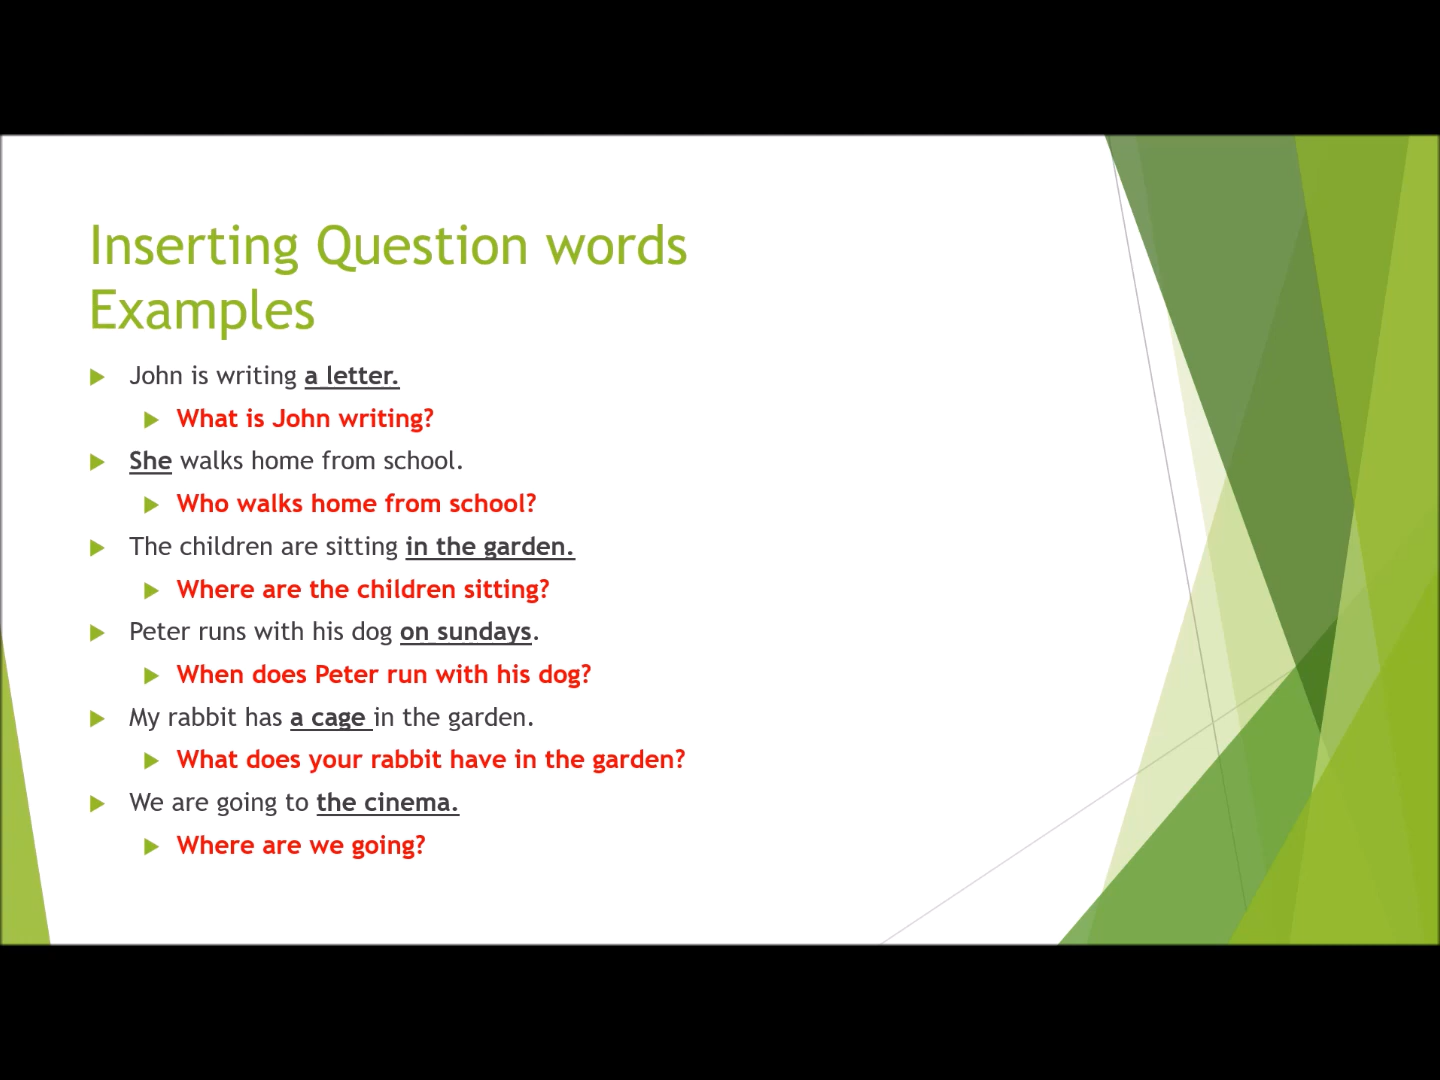 Inserting Question words
Examples
John is writing a letter.
What is John writing?
She walks home from school.
Who walks home from school?
The children are sitting in the garden.
Where are the children sitting?
Peter runs with his dog on sundays.
When does Peter run with his dog?
My rabbit has a cage in the garden.
What does your rabbit have in the garden?
We are going to the cinema.
Where are we going?